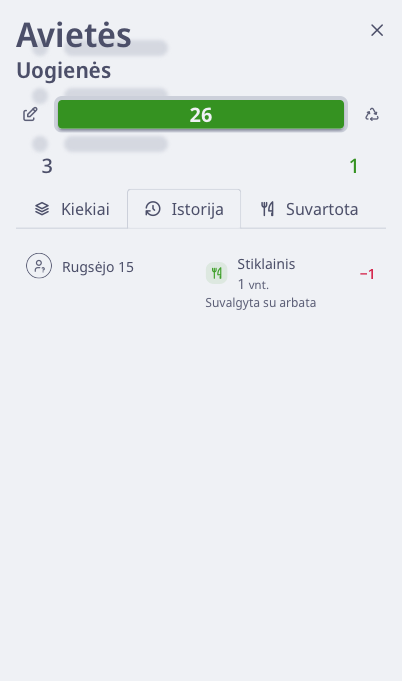 Avietės
Uogienės
26
3
1
Kiekiai
Istorija
Suvartota
Rugsėjo 15
Stiklainis
1 vnt.
−1
Suvalgyta su arbata